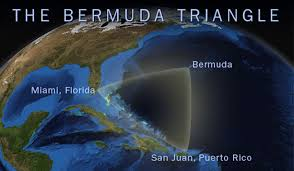 THE BERMUDA TRIANGLE
Bermuda
Miami, Florida
San Juan, Puerto Rico